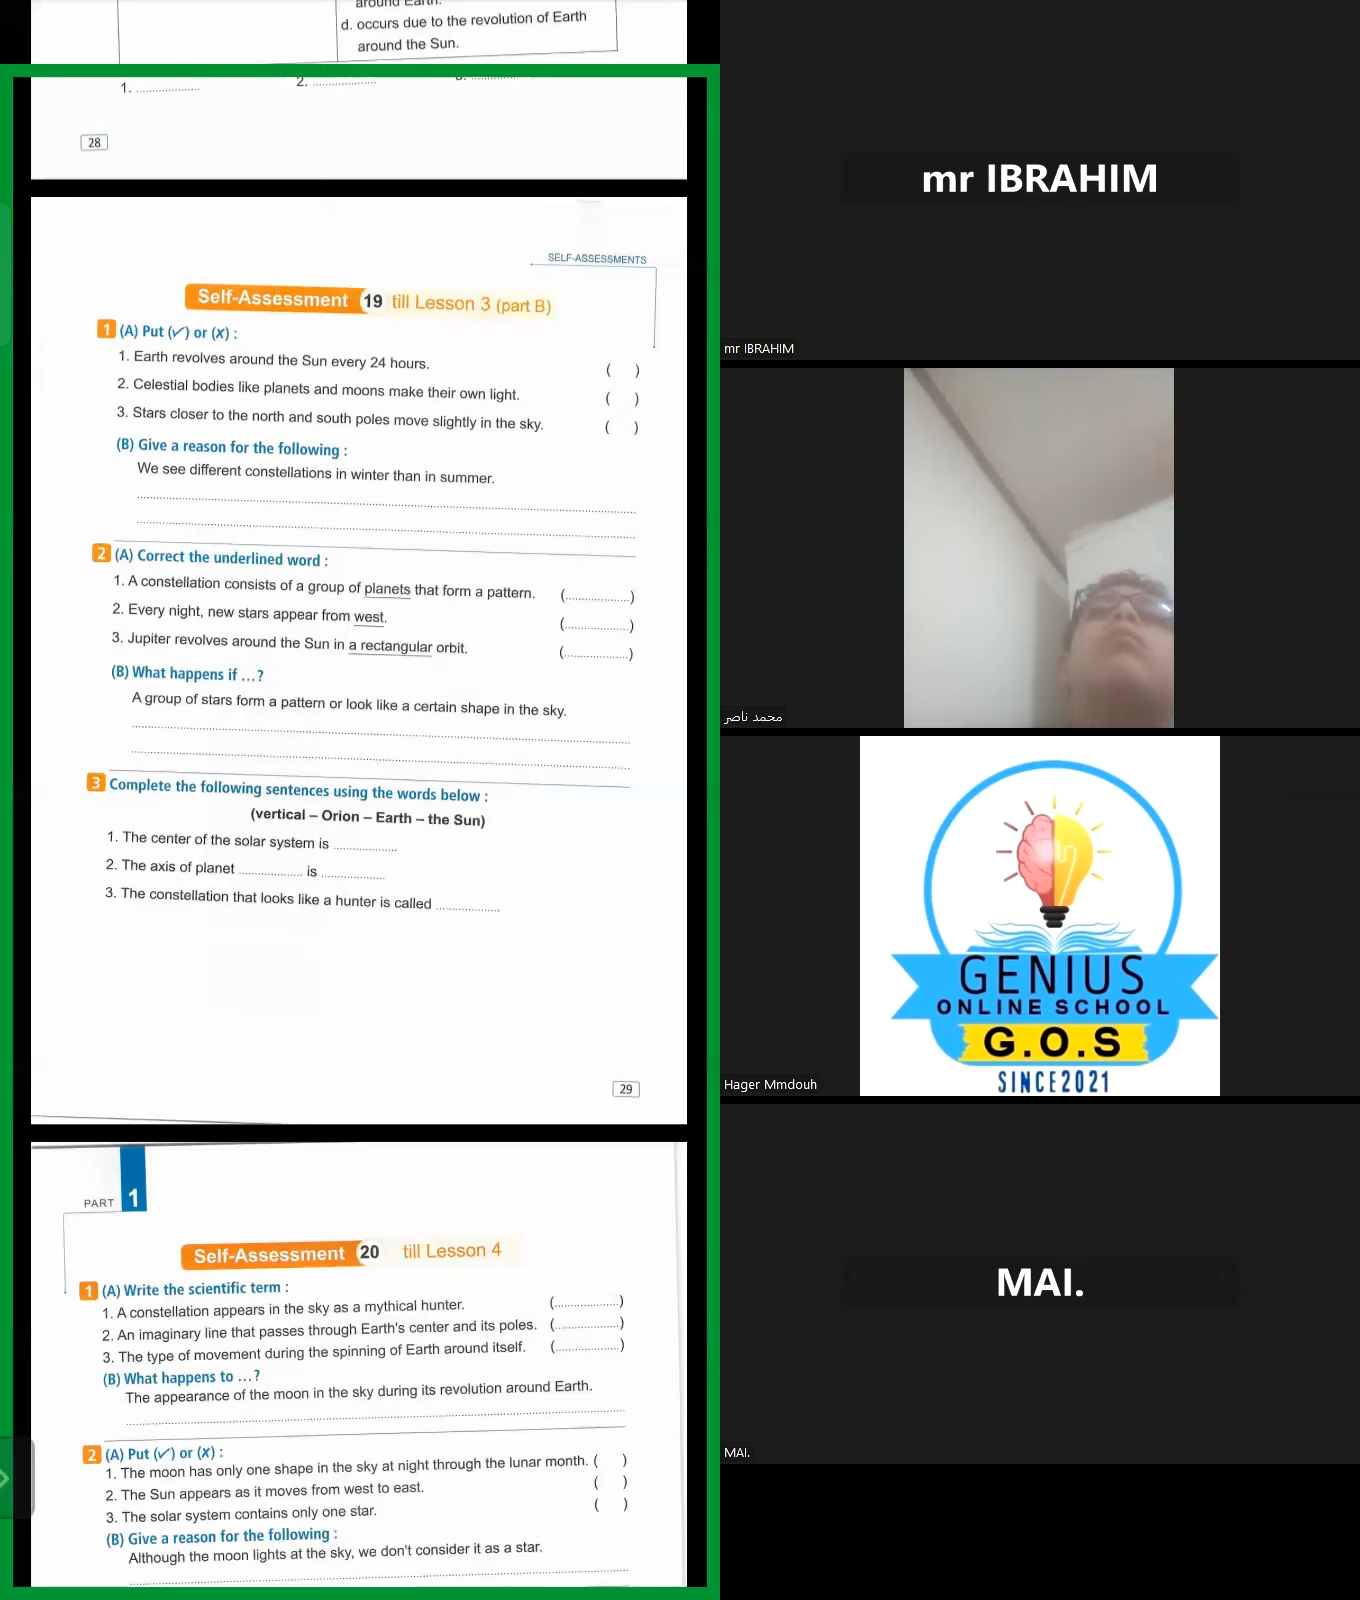 around Earth.
d. occurs due to the revolution of Earth
around the Sun.
1. ....................
2. ....................
28
SELF-ASSESSMENTS
Self-Assessment 19 till Lesson 3 (part B)
1 (A) Put (✓) or (x) :
1. Earth revolves around the Sun every 24 hours. ( )
2. Celestial bodies like planets and moons make their own light. ( )
3. Stars closer to the north and south poles move slightly in the sky. ( )
(B) Give a reason for the following :
We see different constellations in winter than in summer.
2 (A) Correct the underlined word :
1. A constellation consists of a group of planets that form a pattern. (....................)
2. Every night, new stars appear from west. (....................)
3. Jupiter revolves around the Sun in a rectangular orbit. (....................)
(B) What happens if ...?
A group of stars form a pattern or look like a certain shape in the sky.
3 Complete the following sentences using the words below :
(vertical – Orion – Earth – the Sun)
1. The center of the solar system is ....................
2. The axis of planet .................... is ....................
3. The constellation that looks like a hunter is called ....................
29
PART 1
Self-Assessment 20 till Lesson 4
1 (A) Write the scientific term :
1. A constellation appears in the sky as a mythical hunter. (....................)
2. An imaginary line that passes through Earth's center and its poles. (....................)
3. The type of movement during the spinning of Earth around itself. (....................)
(B) What happens to ...?
The appearance of the moon in the sky during its revolution around Earth.
2 (A) Put (✓) or (x) :
1. The moon has only one shape in the sky at night through the lunar month. ( )
2. The Sun appears as it moves from west to east. ( )
3. The solar system contains only one star. ( )
(B) Give a reason for the following :
Although the moon lights at the sky, we don't consider it as a star.
mr IBRAHIM
mr IBRAHIM
محمد ناصر
GENIUS
ONLINE SCHOOL
G.O.S
SINCE2021
Hager Mmdouh
MAI.
MAI.